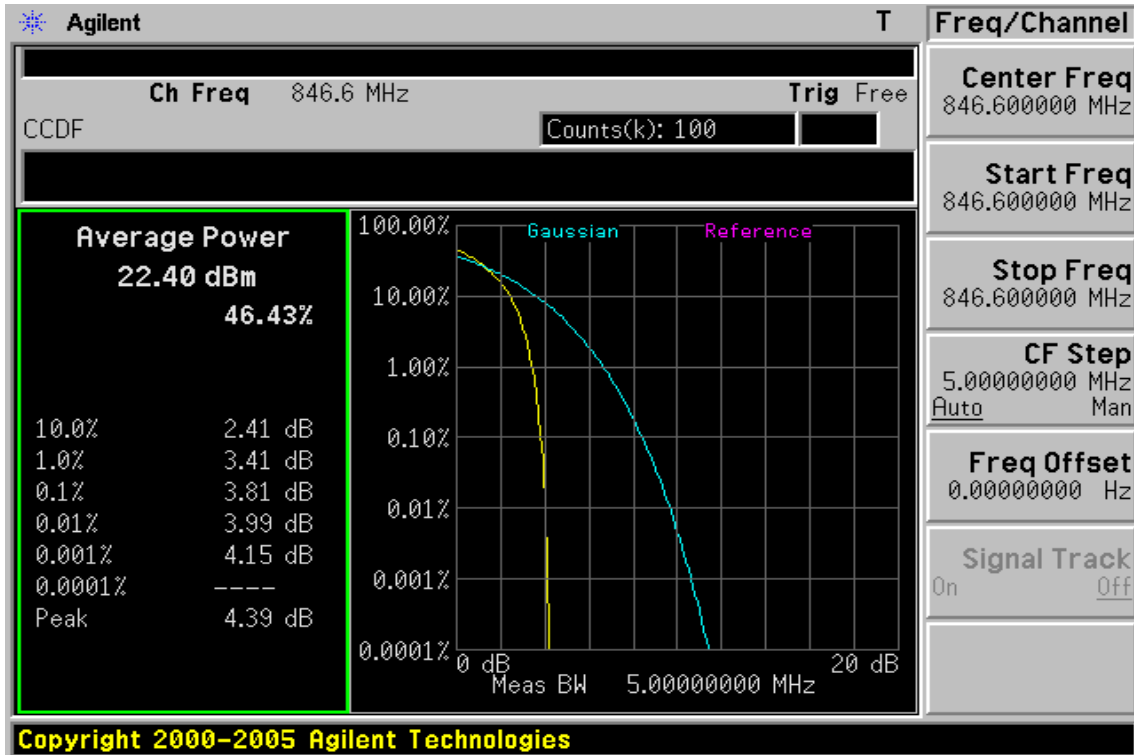 Agilent T
Freq/Channel
Ch Freq 846.6 MHz Trig Free
CCDF Counts(k): 100
Average Power
22.40 dBm
46.43%
10.0% 2.41 dB
1.0% 3.41 dB
0.1% 3.81 dB
0.01% 3.99 dB
0.001% 4.15 dB
0.0001% ----
Peak 4.39 dB
Gaussian Reference
100.00%
10.00%
1.00%
0.10%
0.01%
0.001%
0.0001%
0 dB 20 dB
Meas BW 5.00000000 MHz
Center Freq
846.600000 MHz
Start Freq
846.600000 MHz
Stop Freq
846.600000 MHz
CF Step
5.00000000 MHz
Auto Man
Freq Offset
0.00000000 Hz
Signal Track
On Off
Copyright 2000-2005 Agilent Technologies